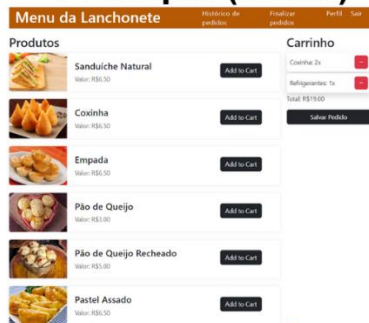 Menu da Lanchonete
Histórico de pedidos
Finalizar pedidos
Perfil
Sair
Produtos
Sanduíche Natural
Valor: R$6.50
Add to Cart
Coxinha
Valor: R$6.50
Add to Cart
Empada
Valor: R$6.50
Add to Cart
Pão de Queijo
Valor: R$3.00
Add to Cart
Pão de Queijo Recheado
Valor: R$5.00
Add to Cart
Pastel Assado
Valor: R$6.50
Add to Cart
Carrinho
Coxinha: 2x
Refrigerantes: 1x
Total: R$19.00
Salvar Pedido